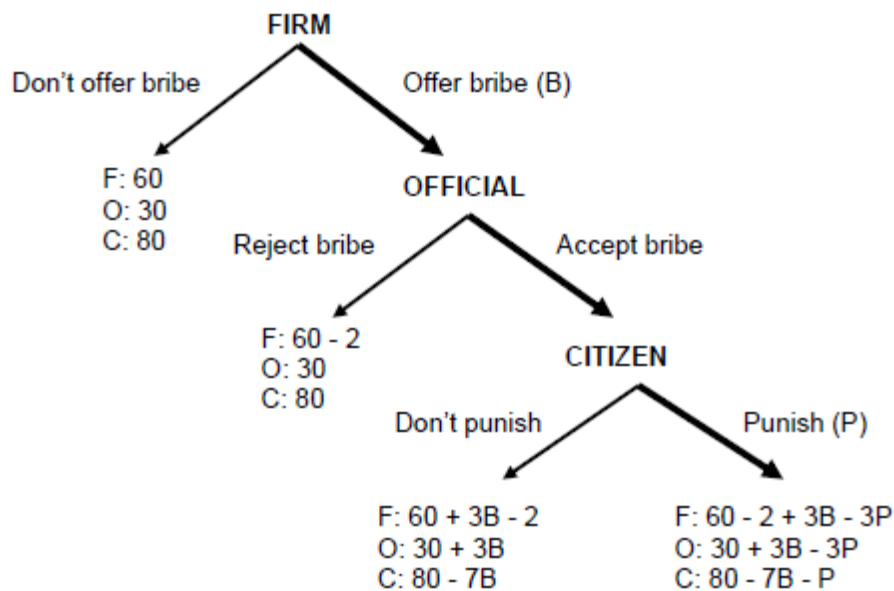 FIRM
Don't offer bribe
Offer bribe (B)
F: 60
O: 30
C: 80
OFFICIAL
Reject bribe
Accept bribe
F: 60 - 2
O: 30
C: 80
CITIZEN
Don't punish
Punish (P)
F: 60 + 3B - 2
O: 30 + 3B
C: 80 - 7B
F: 60 - 2 + 3B - 3P
O: 30 + 3B - 3P
C: 80 - 7B - P